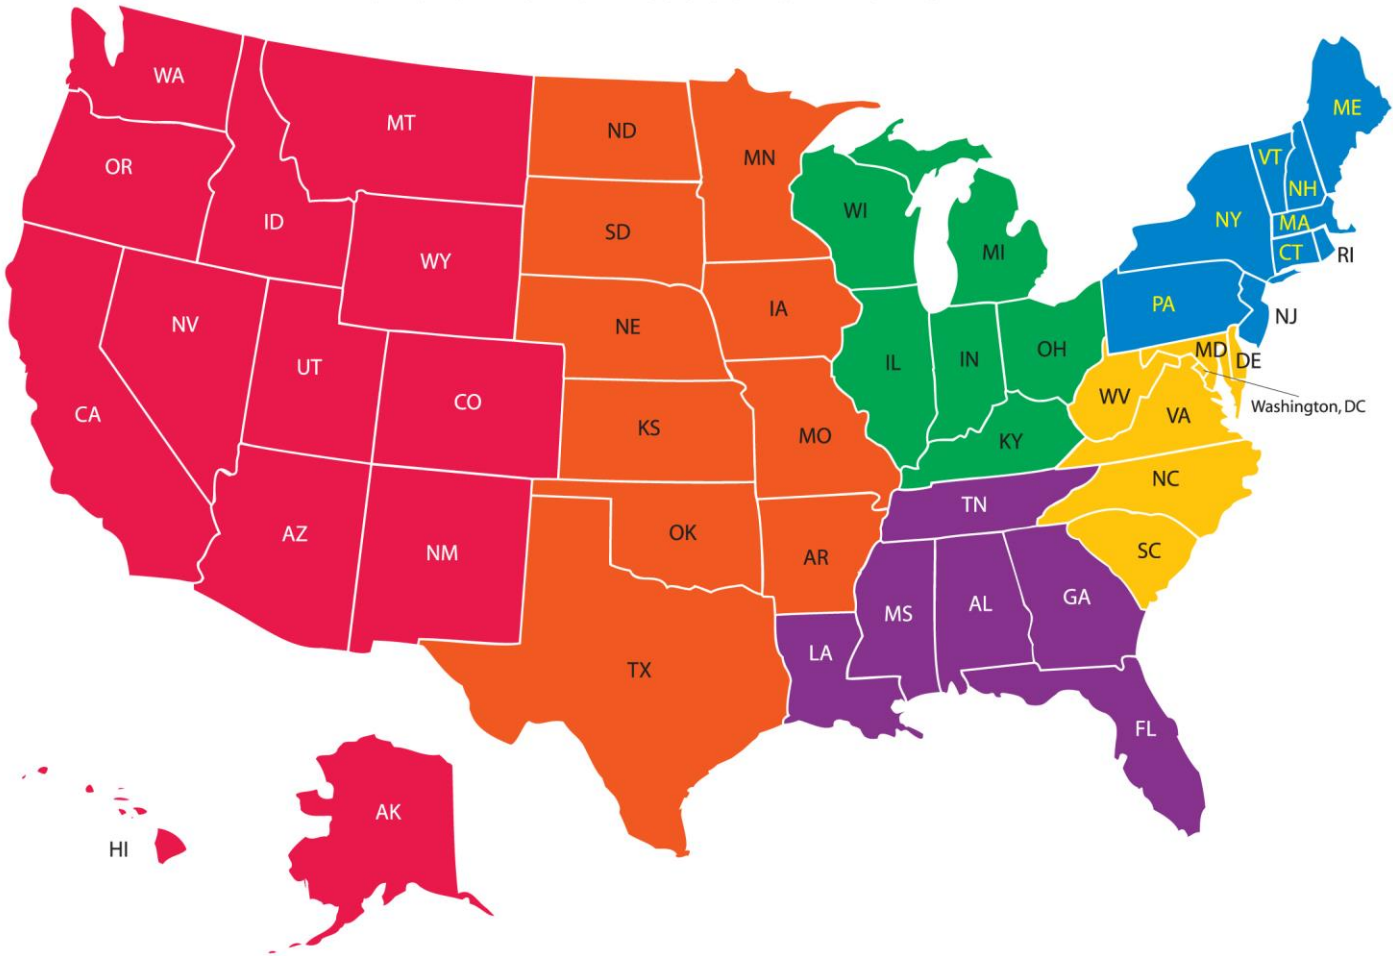 WA
MT
ND
MN
ME
OR
ID
WY
SD
WI
MI
NY
VT
NH
MA
CT
RI
NV
UT
CO
NE
IA
IL
IN
OH
PA
NJ
CA
KS
MO
KY
WV
VA
MD
DE
Washington, DC
AZ
NM
OK
AR
TN
NC
SC
TX
LA
MS
AL
GA
FL
HI
AK